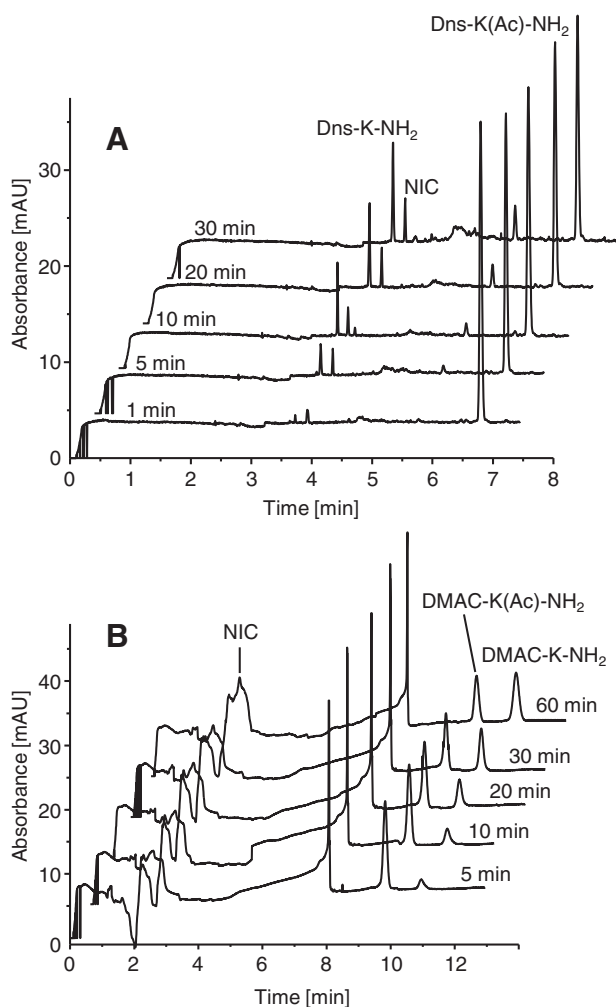 Dns-K(Ac)-NH₂
A
Dns-K-NH₂
NIC
30
20
10
0
Absorbance [mAU]
30 min
20 min
10 min
5 min
1 min
0 1 2 3 4 5 6 7 8
Time [min]
B
NIC
DMAC-K(Ac)-NH₂
DMAC-K-NH₂
40
30
20
10
0
Absorbance [mAU]
60 min
30 min
20 min
10 min
5 min
0 2 4 6 8 10 12
Time [min]